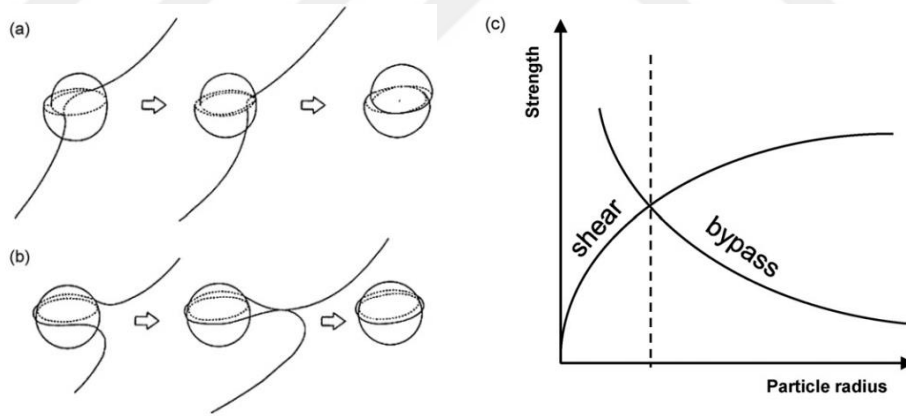 (a)
(b)
(c)
Strength
shear
bypass
Particle radius